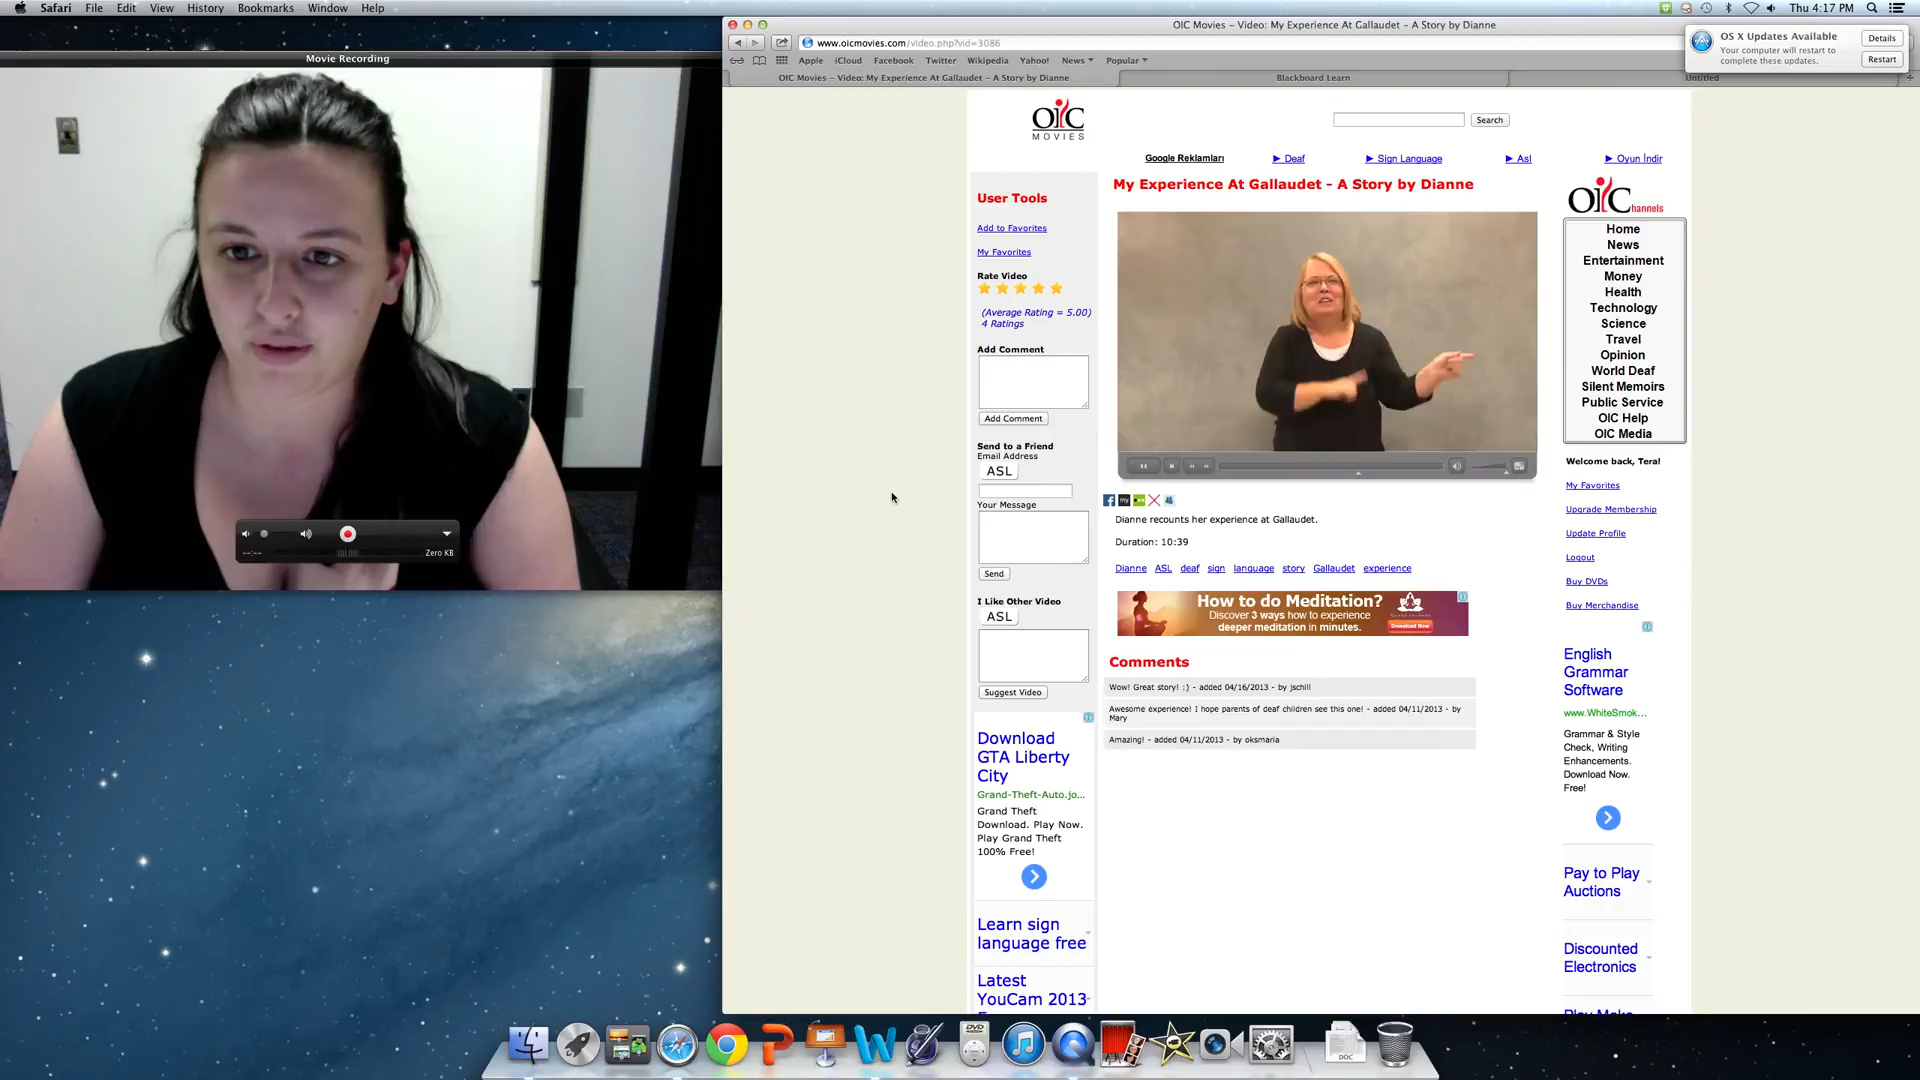 Safari File Edit View History Bookmarks Window Help
Thu 4:17 PM
Movie Recording
Zero KB
OIC Movies – Video: My Experience At Gallaudet – A Story by Dianne
www.oicmovies.com/video.php?vid=3086
Apple iCloud Facebook Twitter Wikipedia Yahoo! News Popular
OIC Movies – Video: My Experience At Gallaudet – A Story by Dianne
Blackboard Learn
Untitled
OS X Updates Available
Your computer will restart to
complete these updates.
Details
Restart
OIC
MOVIES
Search
Google Reklamları
Deaf
Sign Language
Asl
Oyun İndir
User Tools
Add to Favorites
My Favorites
Rate Video
(Average Rating = 5.00)
4 Ratings
Add Comment
Add Comment
Send to a Friend
Email Address
ASL
Your Message
Send
I Like Other Video
ASL
Suggest Video
Download
GTA Liberty
City
Grand-Theft-Auto.jo...
Grand Theft
Download. Play Now.
Play Grand Theft
100% Free!
Learn sign
language free
Latest
YouCam 2013
My Experience At Gallaudet - A Story by Dianne
my
Dianne recounts her experience at Gallaudet.
Duration: 10:39
Dianne ASL deaf sign language story Gallaudet experience
How to do Meditation?
Discover 3 ways how to experience
deeper meditation in minutes.
Download Now
Comments
Wow! Great story! :) - added 04/16/2013 - by jschill
Awesome experience! I hope parents of deaf children see this one! - added 04/11/2013 - by
Mary
Amazing! - added 04/11/2013 - by oksmaria
OIC
Channels
Home
News
Entertainment
Money
Health
Technology
Science
Travel
Opinion
World Deaf
Silent Memoirs
Public Service
OIC Help
OIC Media
Welcome back, Tera!
My Favorites
Upgrade Membership
Update Profile
Logout
Buy DVDs
Buy Merchandise
English
Grammar
Software
www.WhiteSmok...
Grammar & Style
Check, Writing
Enhancements.
Download Now.
Free!
Pay to Play
Auctions
Discounted
Electronics
DVD
DOC